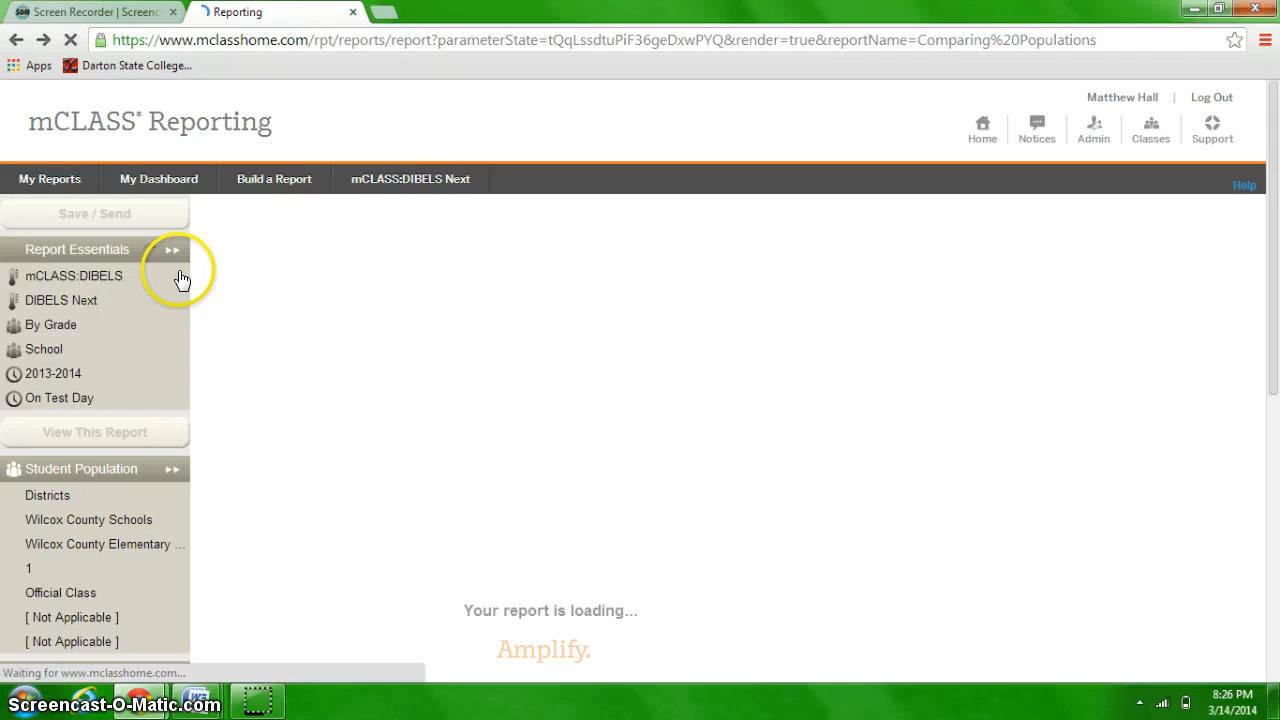 Screen Recorder | Screenc
Reporting
https://www.mclasshome.com/rpt/reports/report?parameterState=tQqLssdtuPiF36geDxwPYQ&render=true&reportName=Comparing%20Populations
Apps
Darton State College...
Matthew Hall | Log Out
mCLASS® Reporting
Home
Notices
Admin
Classes
Support
My Reports
My Dashboard
Build a Report
mCLASS:DIBELS Next
Help
Save / Send
Report Essentials
mCLASS:DIBELS
DIBELS Next
By Grade
School
2013-2014
On Test Day
View This Report
Student Population
Districts
Wilcox County Schools
Wilcox County Elementary ...
1
Official Class
[ Not Applicable ]
[ Not Applicable ]
Your report is loading...
Amplify.
Waiting for www.mclasshome.com...
Screencast-O-Matic.com
8:26 PM
3/14/2014